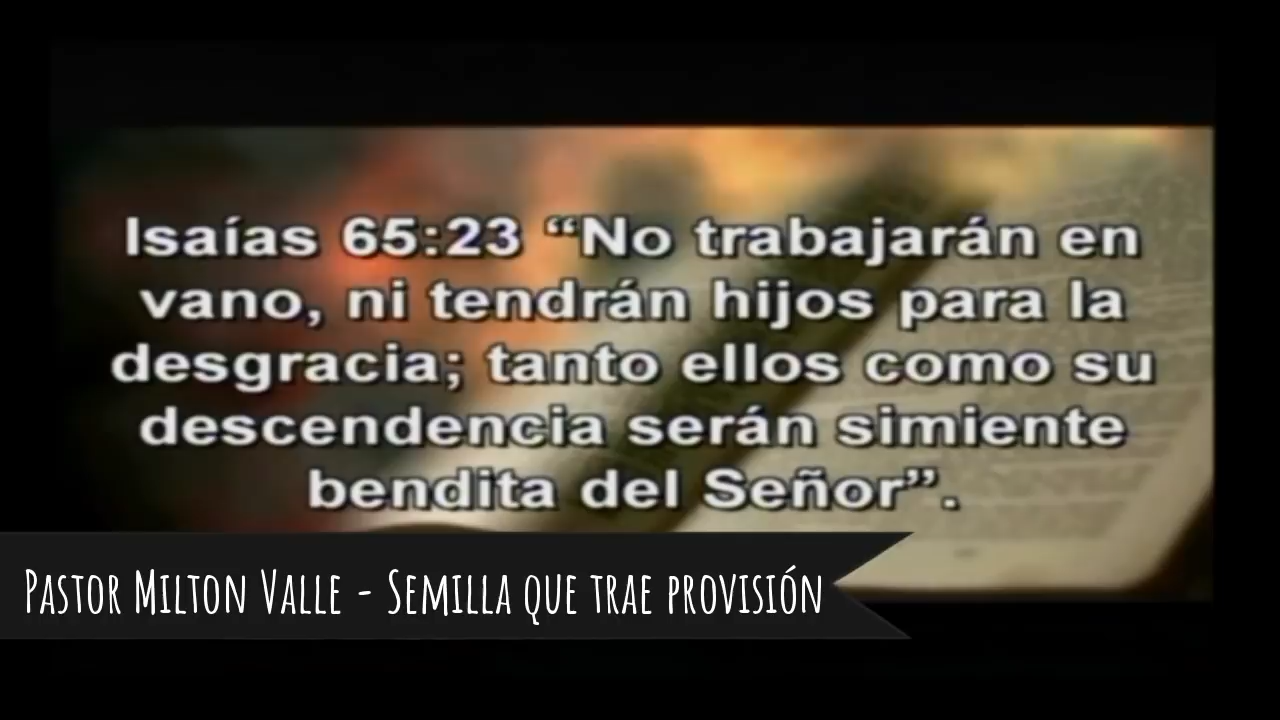 Isaías 65:23 “No trabajarán en
vano, ni tendrán hijos para la
desgracia; tanto ellos como su
descendencia serán simiente
bendita del Señor”.
Pastor Milton Valle - Semilla que trae provisión